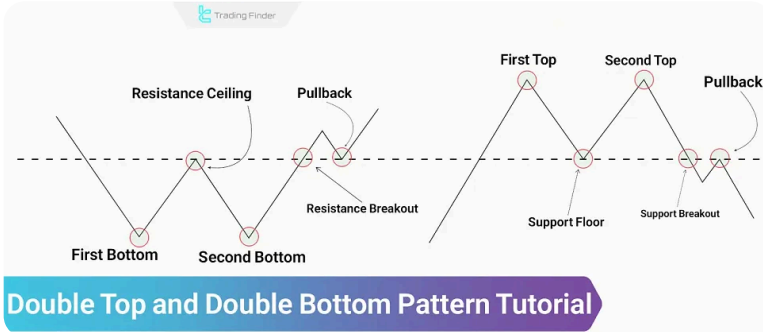 Trading Finder
Resistance Ceiling
Pullback
Resistance Breakout
First Bottom
Second Bottom
First Top
Second Top
Pullback
Support Floor
Support Breakout
Double Top and Double Bottom Pattern Tutorial